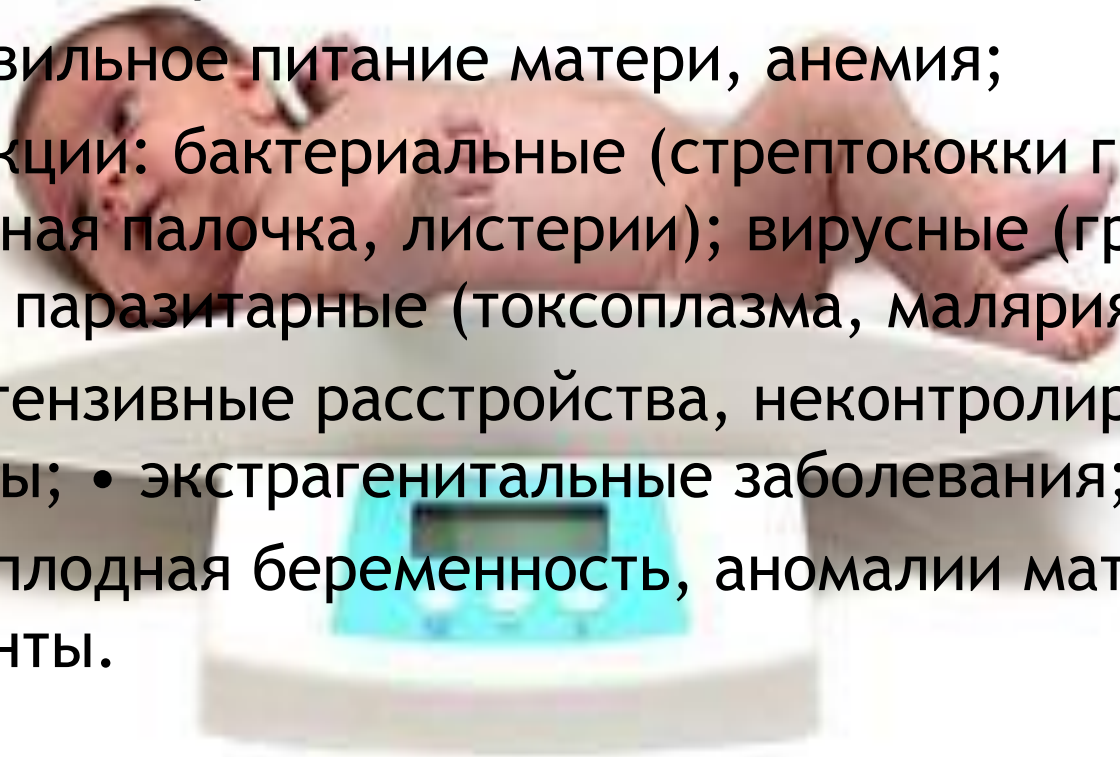 вильное питание матери, анемия;
кции: бактериальные (стрептококки г
ная палочка, листерии); вирусные (гр
паразитарные (токсоплазма, малярия
тензивные расстройства, неконтролир
ы; • экстрагенитальные заболевания;
плодная беременность, аномалии мат
нты.